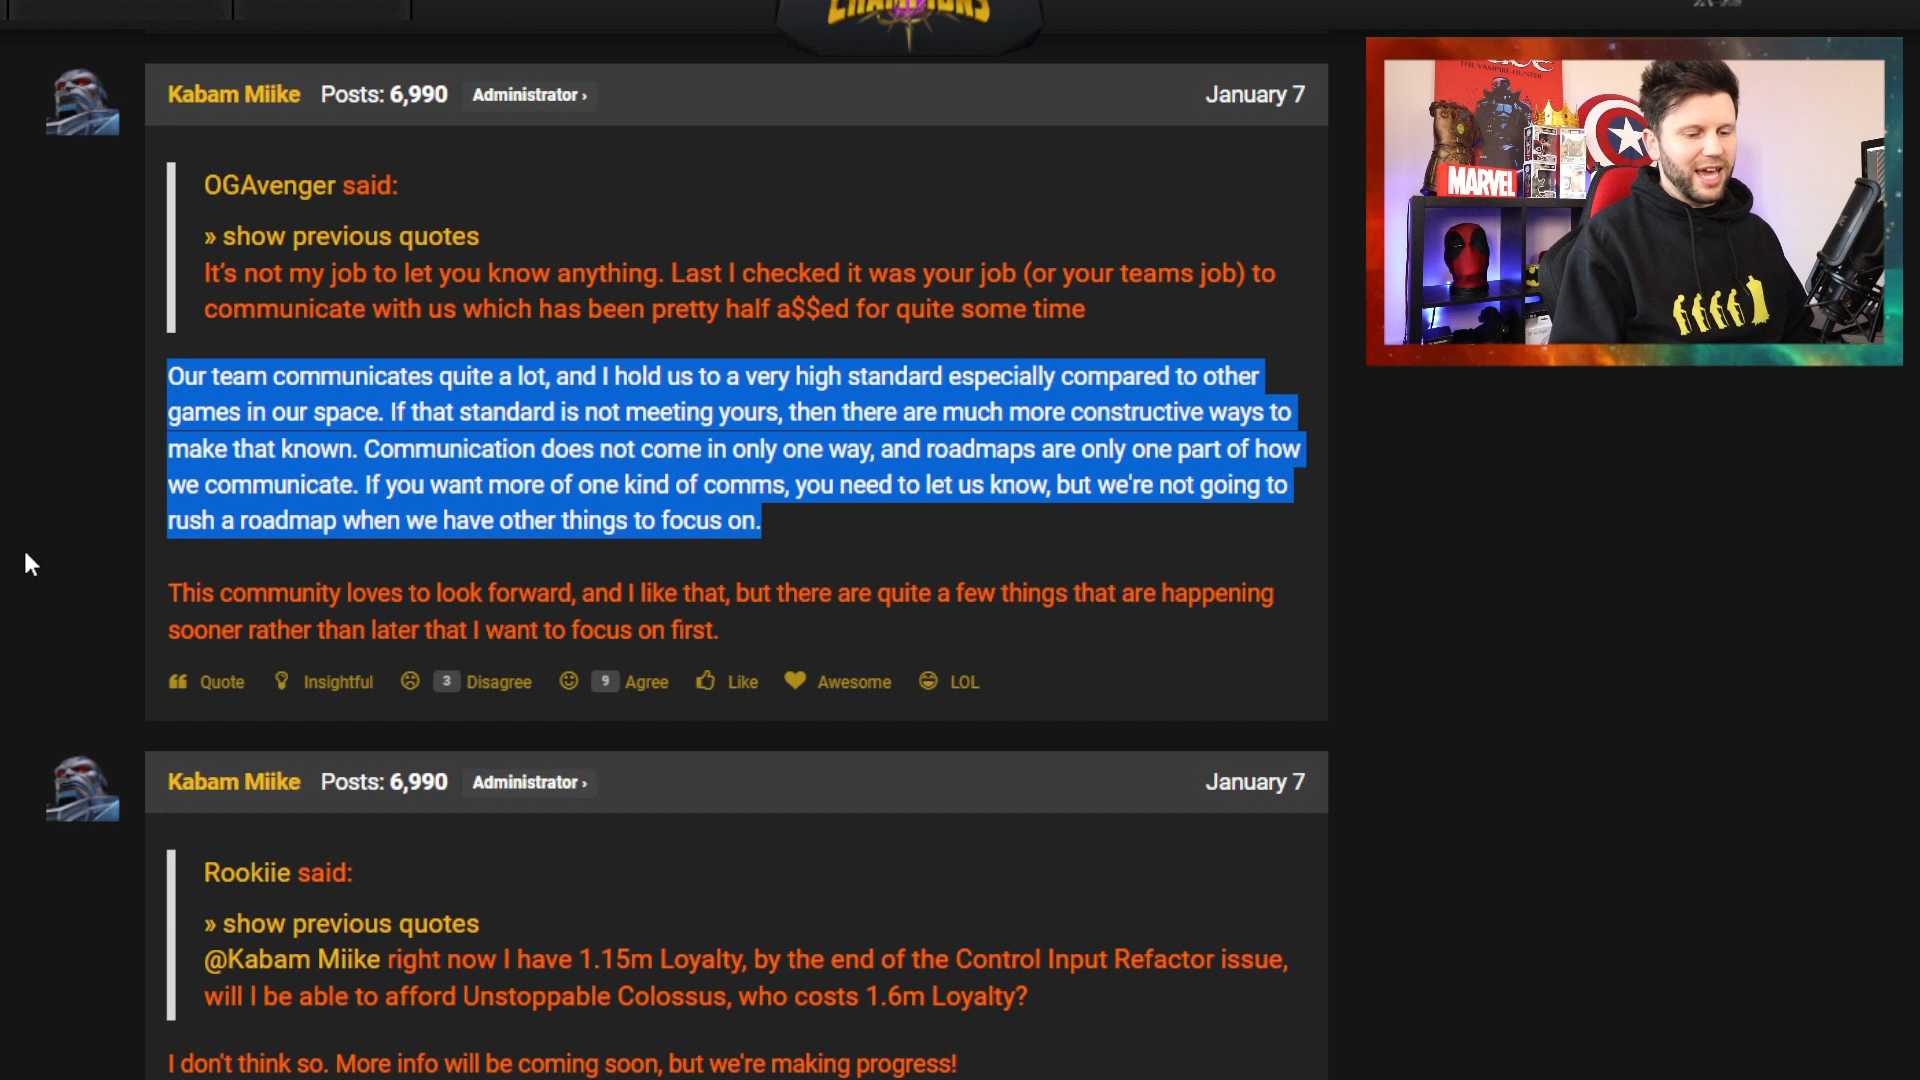 CHAMPIONS
Kabam Miike Posts: 6,990 Administrator › January 7
OGAvenger said:
» show previous quotes
It's not my job to let you know anything. Last I checked it was your job (or your teams job) to
communicate with us which has been pretty half a$$ed for quite some time
Our team communicates quite a lot, and I hold us to a very high standard especially compared to other
games in our space. If that standard is not meeting yours, then there are much more constructive ways to
make that known. Communication does not come in only one way, and roadmaps are only one part of how
we communicate. If you want more of one kind of comms, you need to let us know, but we're not going to
rush a roadmap when we have other things to focus on.
This community loves to look forward, and I like that, but there are quite a few things that are happening
sooner rather than later that I want to focus on first.
Quote Insightful 3 Disagree 9 Agree Like Awesome LOL
Kabam Miike Posts: 6,990 Administrator › January 7
Rookiie said:
» show previous quotes
@Kabam Miike right now I have 1.15m Loyalty, by the end of the Control Input Refactor issue,
will I be able to afford Unstoppable Colossus, who costs 1.6m Loyalty?
I don't think so. More info will be coming soon, but we're making progress!
THE VAMPIRE HUNTER
MARVEL